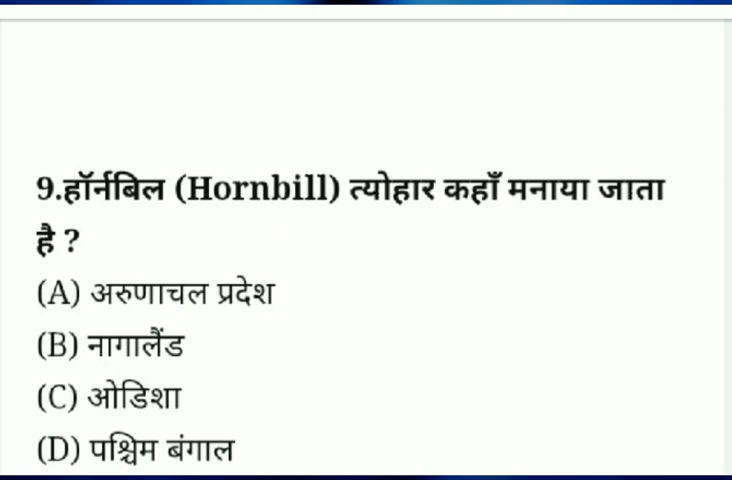 9.हॉर्नबिल (Hornbill) त्योहार कहाँ मनाया जाता
है ?
(A) अरुणाचल प्रदेश
(B) नागालैंड
(C) ओडिशा
(D) पश्चिम बंगाल